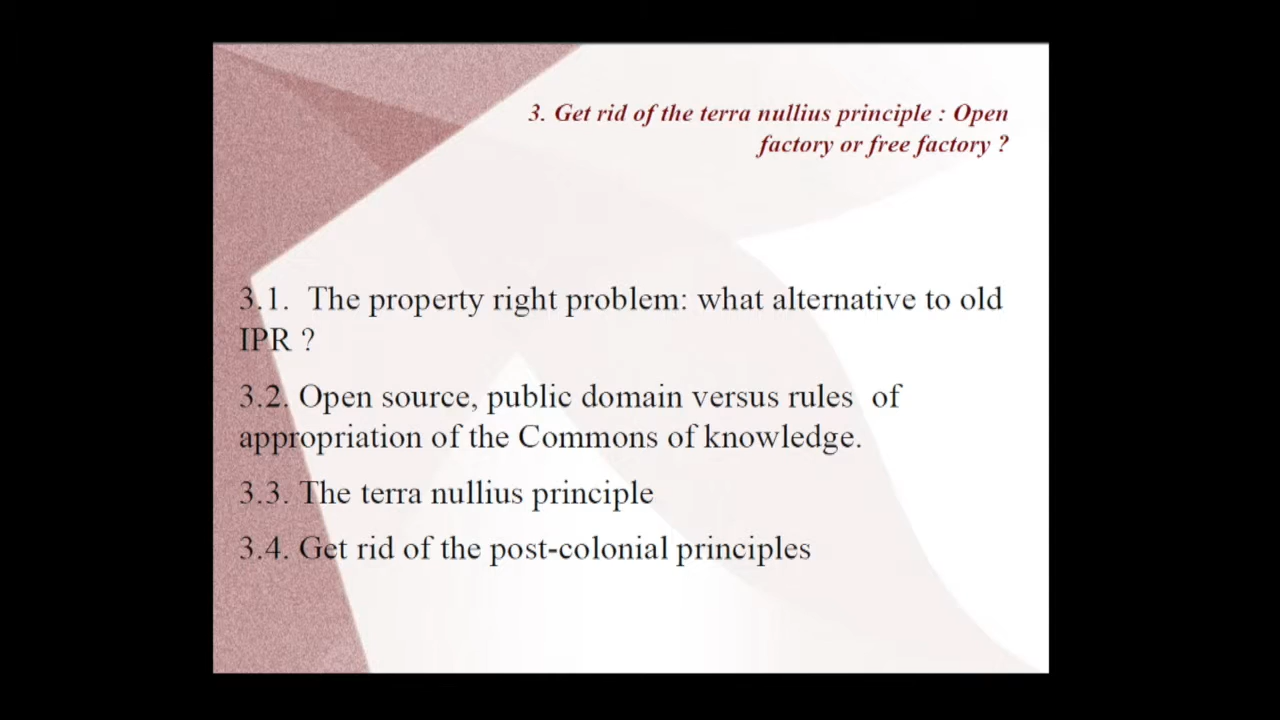 3. Get rid of the terra nullius principle : Open
factory or free factory ?
3.1. The property right problem: what alternative to old
IPR ?
3.2. Open source, public domain versus rules of
appropriation of the Commons of knowledge.
3.3. The terra nullius principle
3.4. Get rid of the post-colonial principles